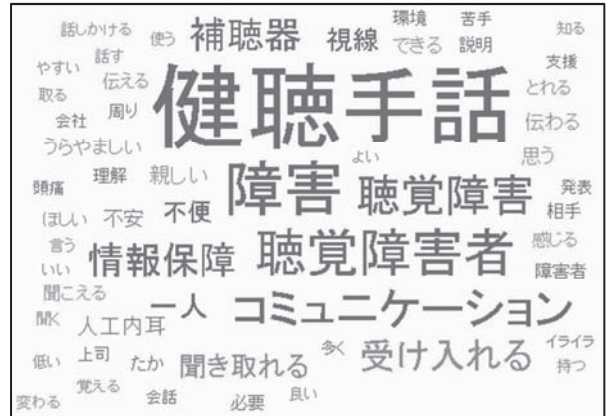 話しかける 使う 補聴器 視線 環境 苦手 知る
できる 説明
やすい 話す 支援
取る 伝える 健聴 手話 とれる
会社 周り 伝わる
うらやましい よい 思う
頭痛 理解 親しい 障害 聴覚障害 発表
ほしい 不安 不便 相手
言う 情報保障 聴覚障害者 感じる
いい 障害者
聞こえる
聞く 人工内耳 一人 コミュニケーション
低い 上司 たか 聞き取れる 多く 受け入れる イライラ
持つ
変わる 覚える 会話 必要 良い